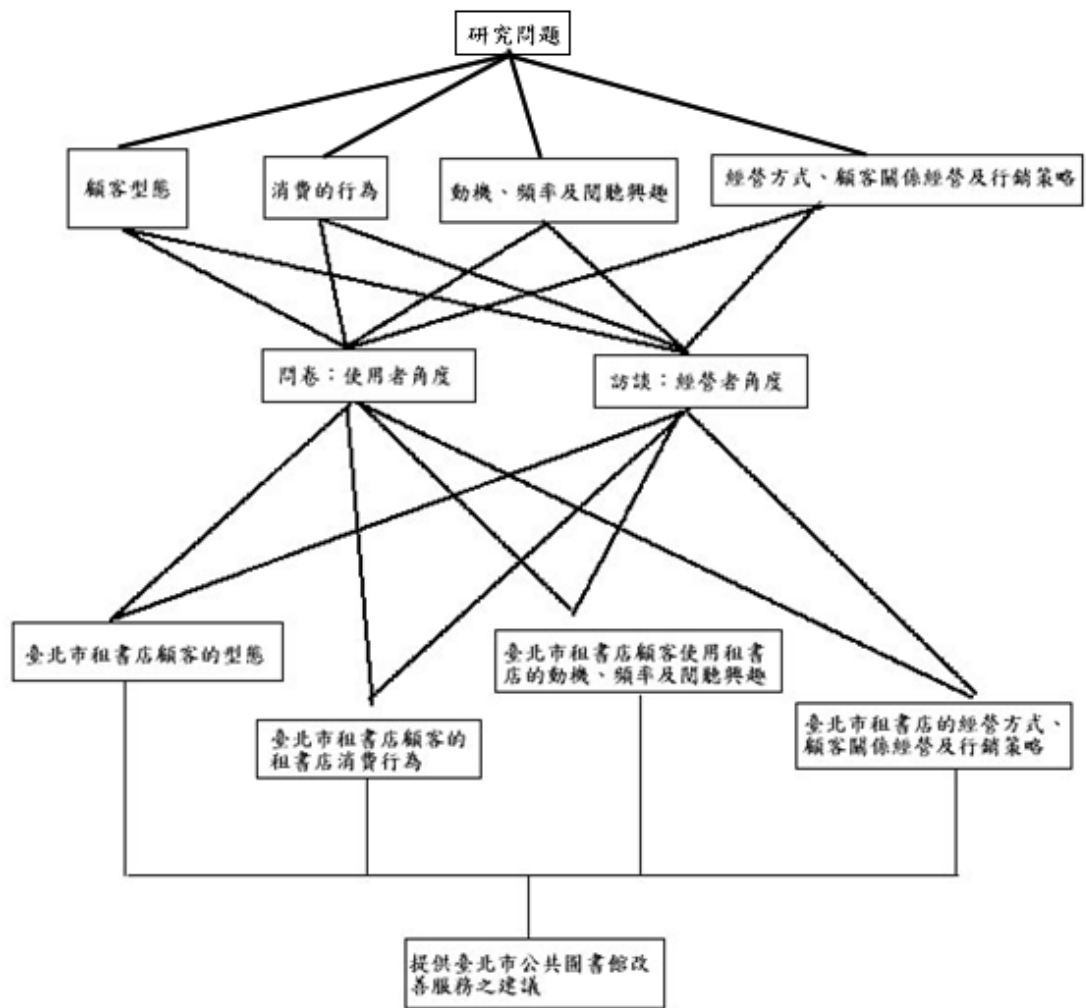 研究問題
顧客型態
消費的行為
動機、頻率及閱聽興趣
經營方式、顧客關係經營及行銷策略
問卷：使用者角度
訪談：經營者角度
臺北市租書店顧客的型態
臺北市租書店顧客使用租書
店的動機、頻率及閱聽興趣
臺北市租書店顧客的
租書店消費行為
臺北市租書店的經營方式、
顧客關係經營及行銷策略
提供臺北市公共圖書館改
善服務之建議